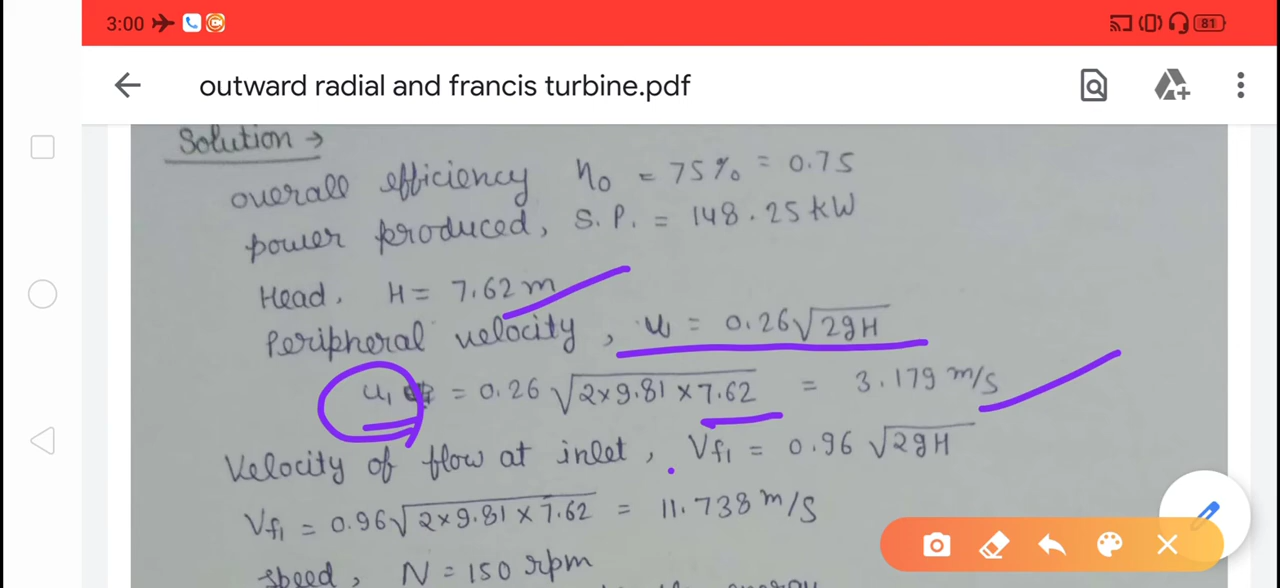 3:00 81
outward radial and francis turbine.pdf
Solution →
overall efficiency ηo = 75% = 0.75
power produced, S.P. = 148.25 kW
Head, H = 7.62 m
Peripheral velocity, u = 0.26√2gH
u1 = 0.26 √2×9.81×7.62 = 3.179 m/s
Velocity of flow at inlet, Vf1 = 0.96 √2gH
Vf1 = 0.96√2×9.81×7.62 = 11.738 m/s
speed, N = 150 rpm